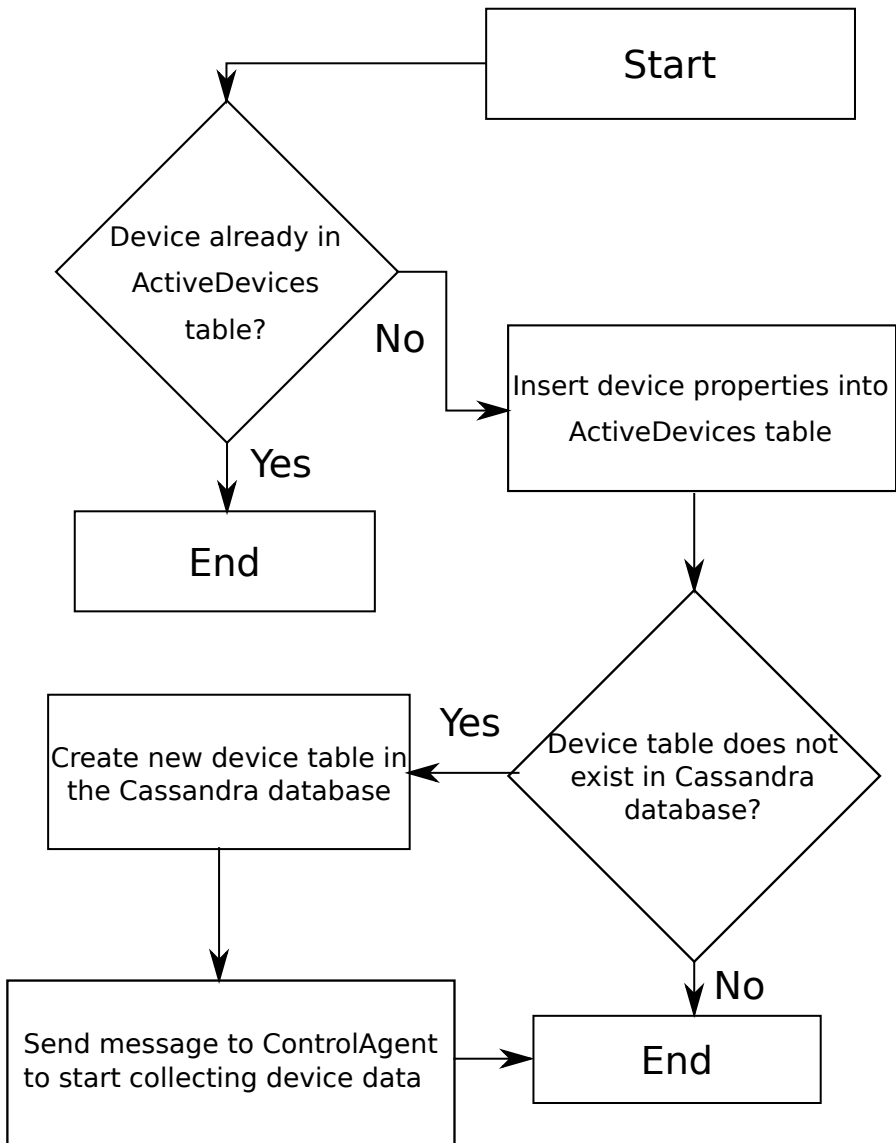 Start
Device already in
ActiveDevices
table?
No
Insert device properties into
ActiveDevices table
Yes
End
Yes
Device table does not
exist in Cassandra
database?
Create new device table in
the Cassandra database
No
Send message to ControlAgent
to start collecting device data
End